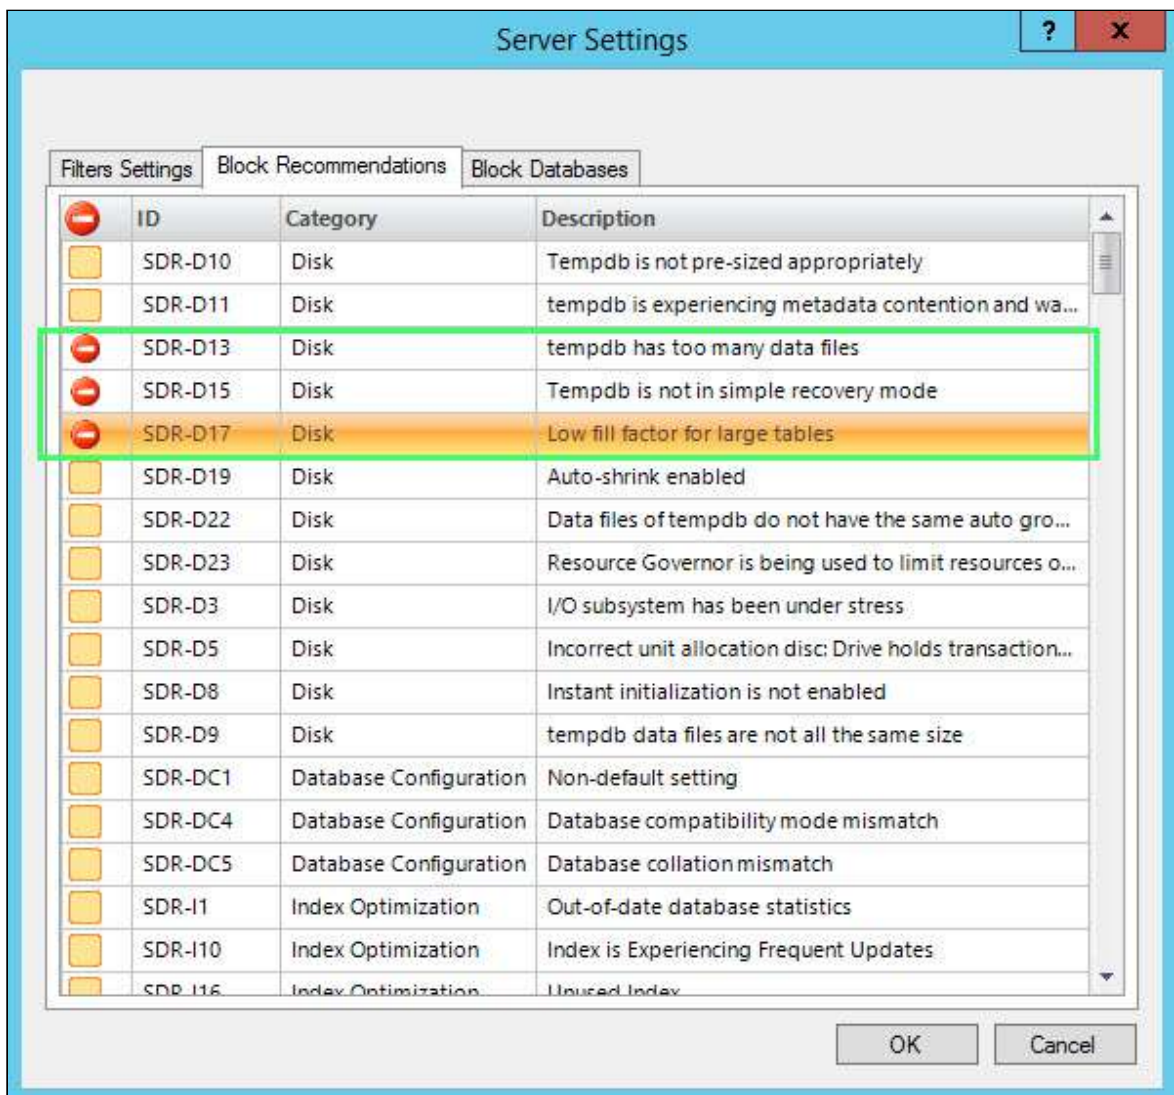 Server Settings
? x
Filters Settings Block Recommendations Block Databases
ID Category Description
SDR-D10 Disk Tempdb is not pre-sized appropriately
SDR-D11 Disk tempdb is experiencing metadata contention and wa...
SDR-D13 Disk tempdb has too many data files
SDR-D15 Disk Tempdb is not in simple recovery mode
SDR-D17 Disk Low fill factor for large tables
SDR-D19 Disk Auto-shrink enabled
SDR-D22 Disk Data files of tempdb do not have the same auto gro...
SDR-D23 Disk Resource Governor is being used to limit resources o...
SDR-D3 Disk I/O subsystem has been under stress
SDR-D5 Disk Incorrect unit allocation disc: Drive holds transaction...
SDR-D8 Disk Instant initialization is not enabled
SDR-D9 Disk tempdb data files are not all the same size
SDR-DC1 Database Configuration Non-default setting
SDR-DC4 Database Configuration Database compatibility mode mismatch
SDR-DC5 Database Configuration Database collation mismatch
SDR-I1 Index Optimization Out-of-date database statistics
SDR-I10 Index Optimization Index is Experiencing Frequent Updates
SDR-I16 Index Optimization Unused Index
OK Cancel